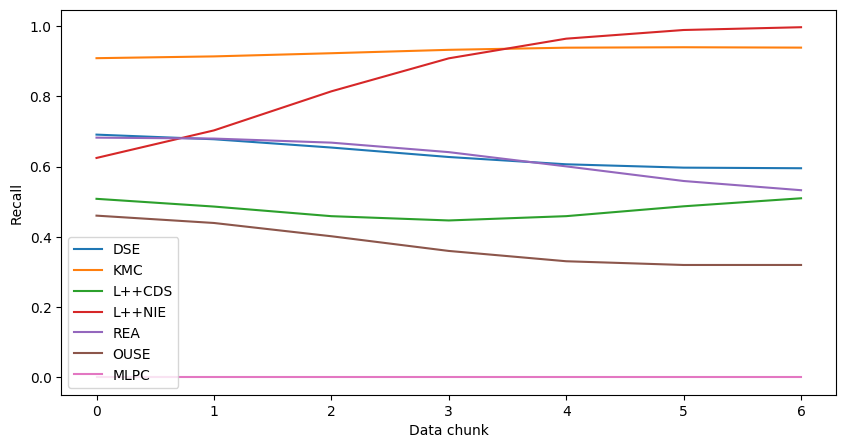 1.0
0.8
0.6
0.4
0.2
0.0
Recall
DSE
KMC
L++CDS
L++NIE
REA
OUSE
MLPC
0 1 2 3 4 5 6
Data chunk